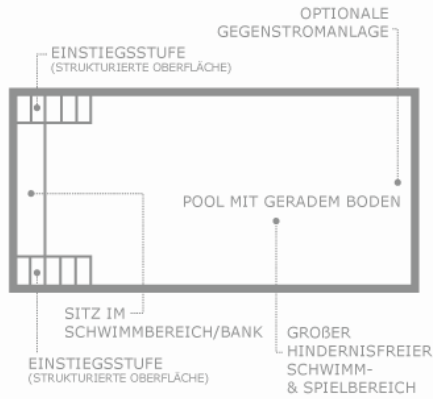 OPTIONALE
GEGENSTROMANLAGE
EINSTIEGSSTUFE
(STRUKTURIERTE OBERFLÄCHE)
POOL MIT GERADEM BODEN
SITZ IM
SCHWIMMBEREICH/BANK
EINSTIEGSSTUFE
(STRUKTURIERTE OBERFLÄCHE)
GROßER
HINDERNISFREIER
SCHWIMM-
& SPIELBEREICH